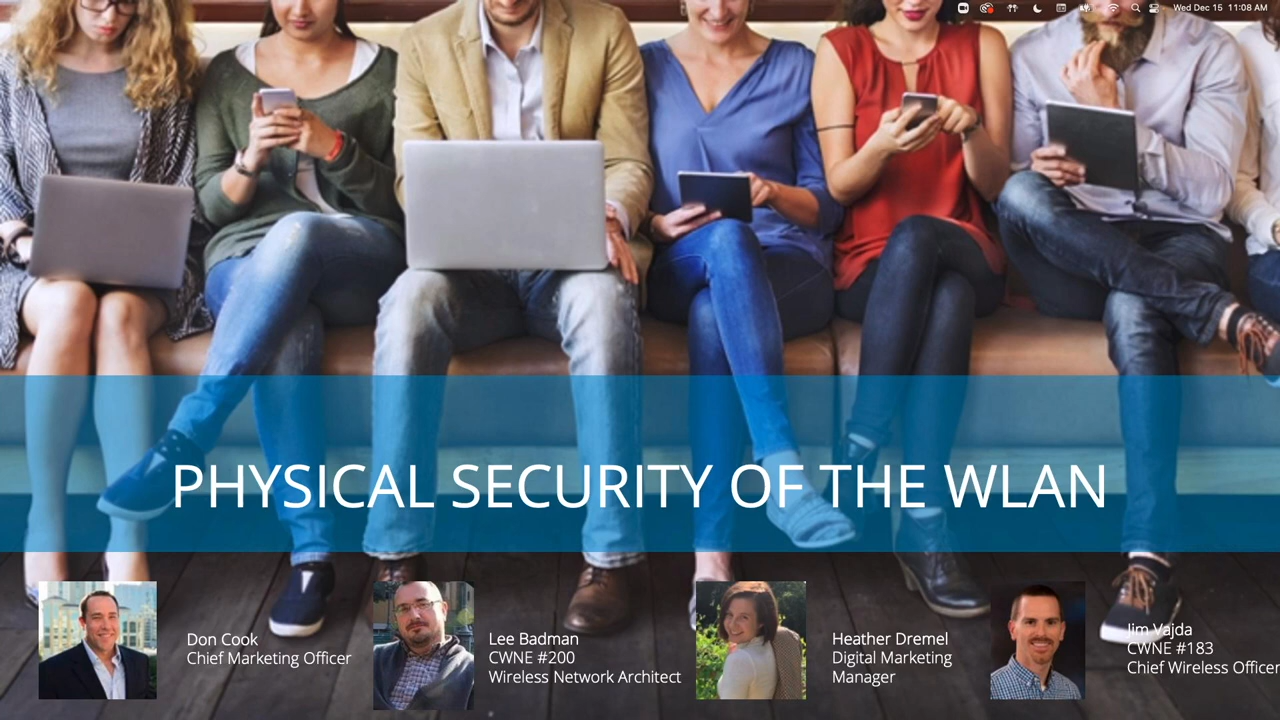 Wed Dec 15 11:08 AM
PHYSICAL SECURITY OF THE WLAN
Don Cook
Chief Marketing Officer
Lee Badman
CWNE #200
Wireless Network Architect
Heather Dremel
Digital Marketing
Manager
Jim Vajda
CWNE #183
Chief Wireless Officer